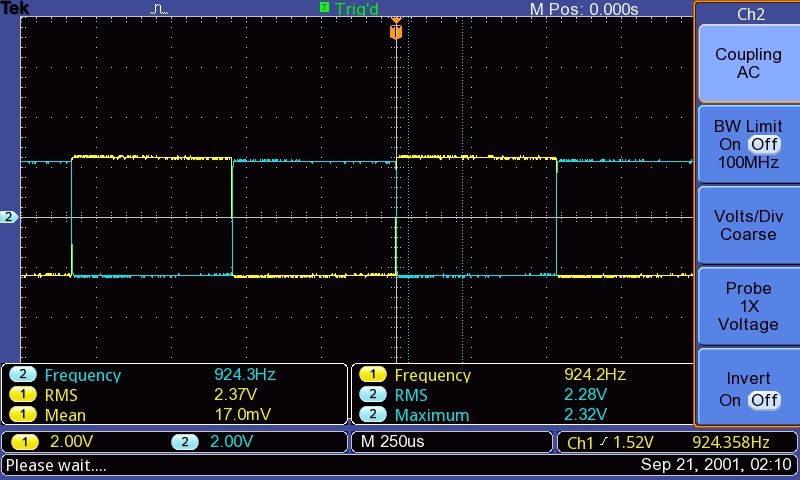 Tek T Trig'd M Pos: 0.000s Ch2
T
Coupling
AC
BW Limit
On Off
100MHz
2
Volts/Div
Coarse
Probe
1X
Voltage
Invert
On Off
2 Frequency 924.3Hz 1 Frequency 924.2Hz
1 RMS 2.37V 2 RMS 2.28V
1 Mean 17.0mV 2 Maximum 2.32V
1 2.00V 2 2.00V M 250us Ch1 1.52V 924.358Hz
Please wait.... Sep 21, 2001, 02:10